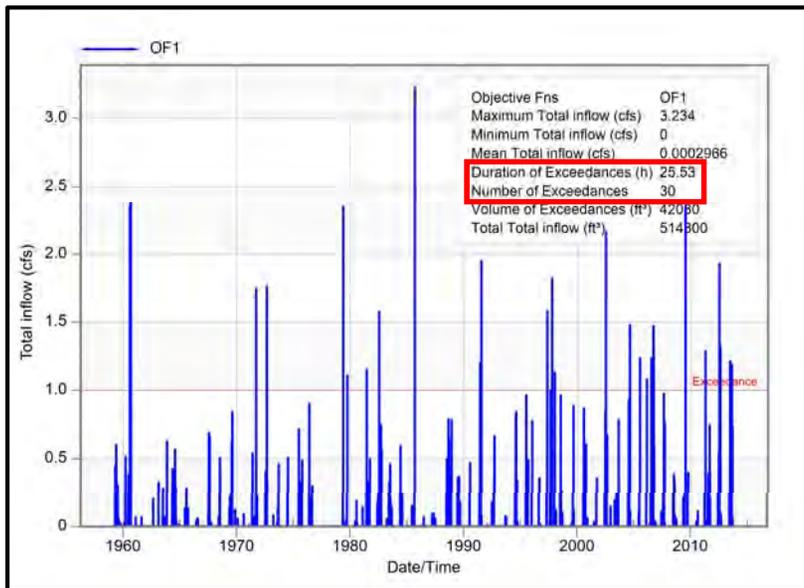 OF1
Objective Fns OF1
Maximum Total inflow (cfs) 3.234
Minimum Total inflow (cfs) 0
Mean Total inflow (cfs) 0.0002966
Duration of Exceedances (h) 25.53
Number of Exceedances 30
Volume of Exceedances (ft³) 42080
Total Total inflow (ft³) 514800
3.0
2.5
2.0
1.5
1.0
0.5
0
Total inflow (cfs)
Exceedance
1960 1970 1980 1990 2000 2010
Date/Time